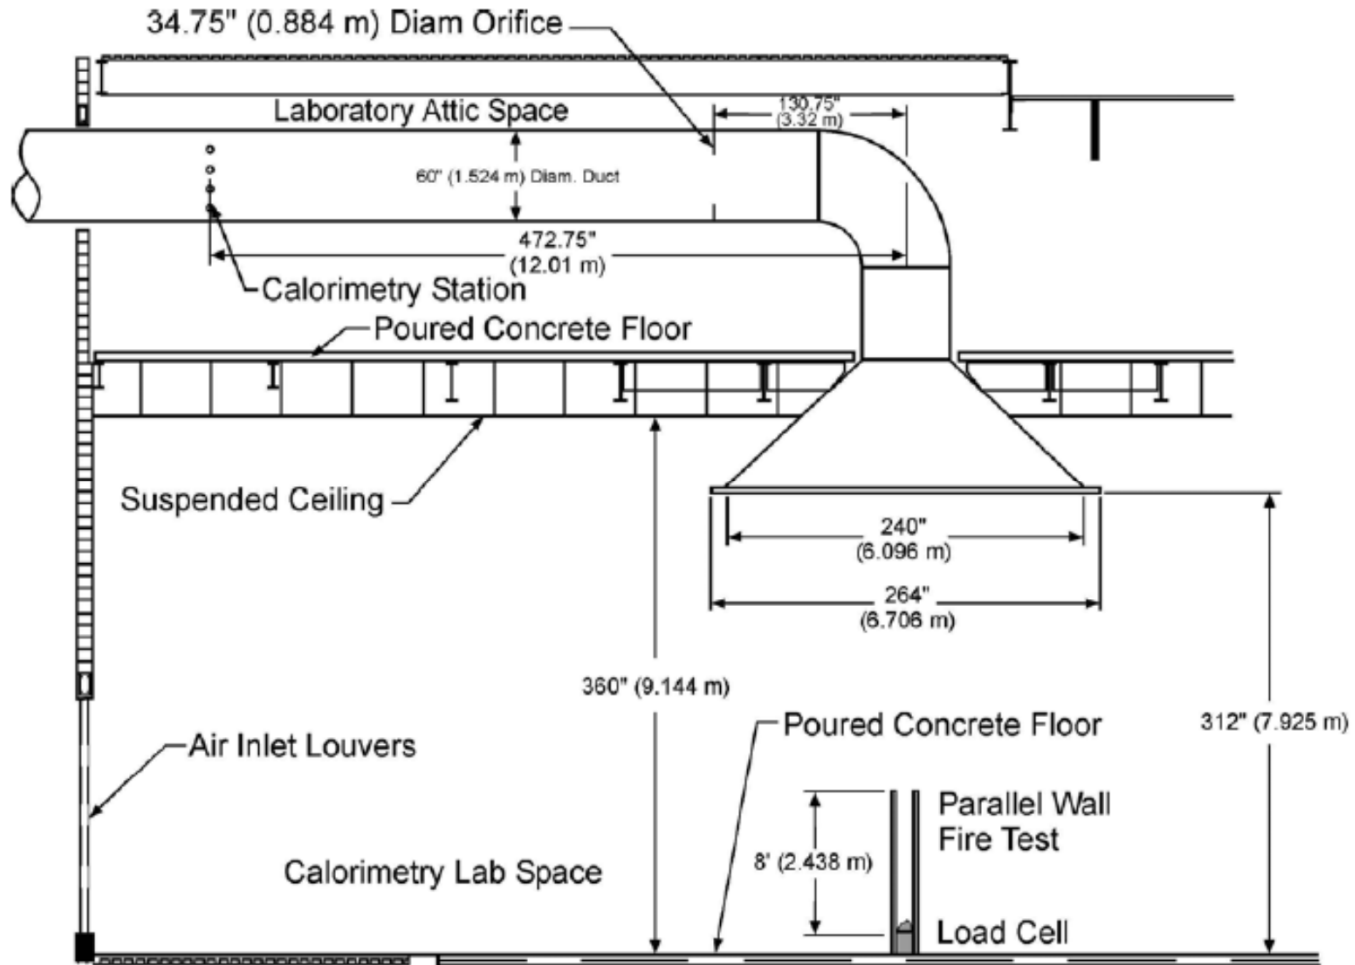 34.75" (0.884 m) Diam Orifice
Laboratory Attic Space
130.75"
(3.32 m)
60" (1.524 m) Diam. Duct
472.75"
(12.01 m)
Calorimetry Station
Poured Concrete Floor
Suspended Ceiling
240"
(6.096 m)
264"
(6.706 m)
360" (9.144 m)
Poured Concrete Floor
312" (7.925 m)
Air Inlet Louvers
Parallel Wall
Fire Test
8' (2.438 m)
Calorimetry Lab Space
Load Cell